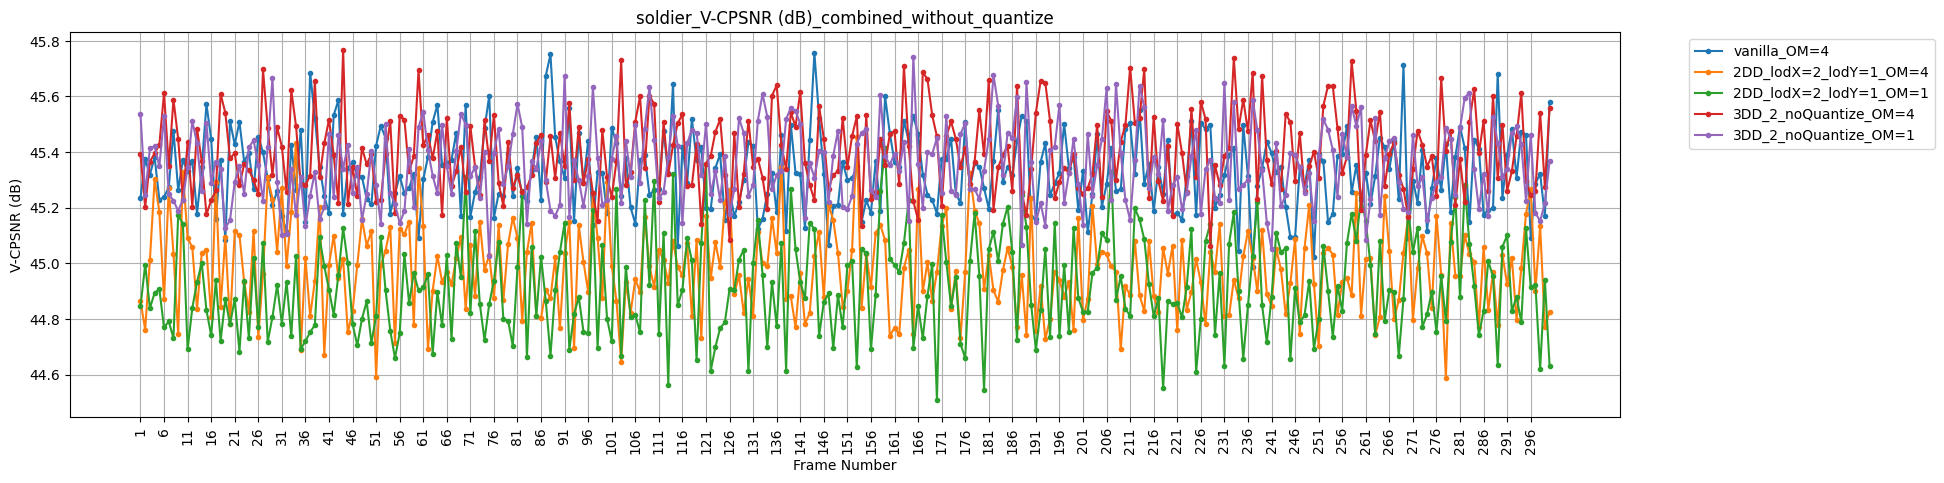 soldier_V-CPSNR (dB)_combined_without_quantize
45.8
45.6
45.4
45.2
45.0
44.8
44.6
V-CPSNR (dB)
1 6 11 16 21 26 31 36 41 46 51 56 61 66 71 76 81 86 91 96 101 106 111 116 121 126 131 136 141 146 151 156 161 166 171 176 181 186 191 196 201 206 211 216 221 226 231 236 241 246 251 256 261 266 271 276 281 286 291 296
Frame Number
vanilla_OM=4
2DD_lodX=2_lodY=1_OM=4
2DD_lodX=2_lodY=1_OM=1
3DD_2_noQuantize_OM=4
3DD_2_noQuantize_OM=1